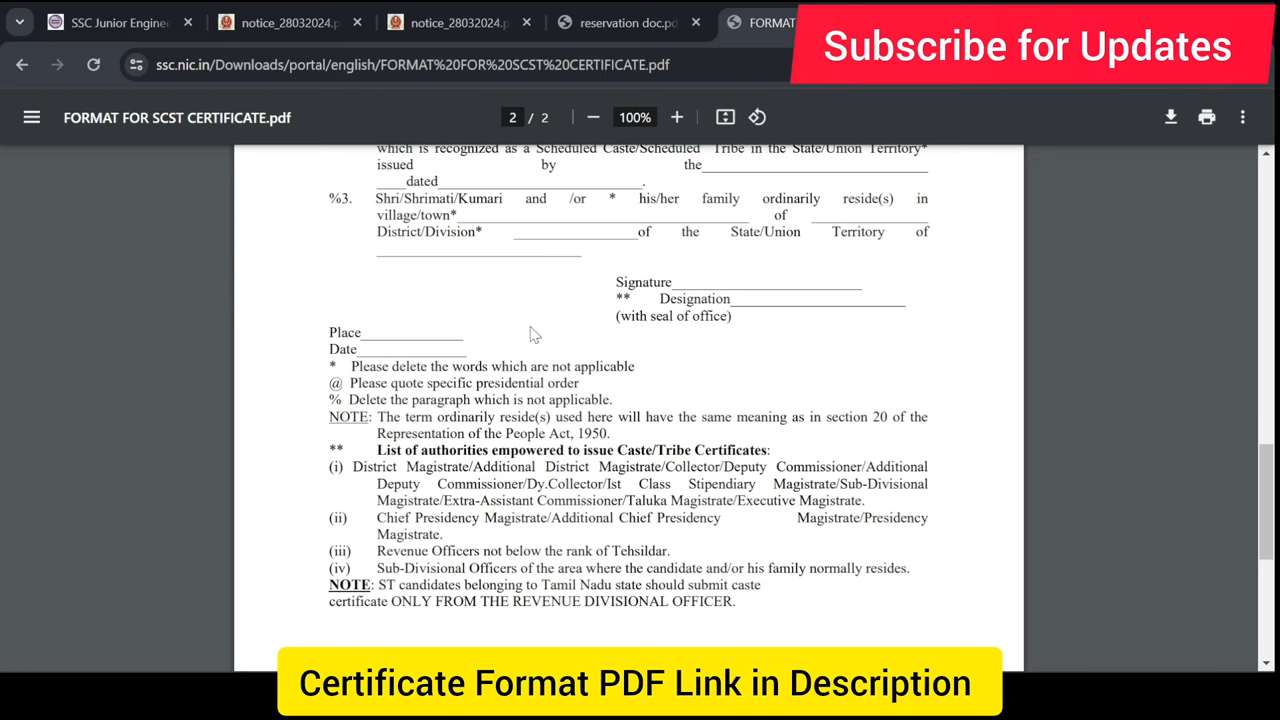 SSC Junior Enginee
notice_28032024.p
notice_28032024.p
reservation doc.pd
FORMAT
Subscribe for Updates
ssc.nic.in/Downloads/portal/english/FORMAT%20FOR%20SCST%20CERTIFICATE.pdf
FORMAT FOR SCST CERTIFICATE.pdf
2 / 2
100%
which is recognized as a Scheduled Caste/Scheduled Tribe in the State/Union Territory*
issued by the____________________
____dated____________________.
%3. Shri/Shrimati/Kumari and /or * his/her family ordinarily reside(s) in
village/town*____________________ of ____________________
District/Division* ____________________of the State/Union Territory of
____________________
Signature____________________
** Designation____________________
(with seal of office)
Place____________________
Date____________________
* Please delete the words which are not applicable
@ Please quote specific presidential order
% Delete the paragraph which is not applicable.
NOTE: The term ordinarily reside(s) used here will have the same meaning as in section 20 of the
Representation of the People Act, 1950.
** List of authorities empowered to issue Caste/Tribe Certificates:
(i) District Magistrate/Additional District Magistrate/Collector/Deputy Commissioner/Additional
Deputy Commissioner/Dy.Collector/Ist Class Stipendiary Magistrate/Sub-Divisional
Magistrate/Extra-Assistant Commissioner/Taluka Magistrate/Executive Magistrate.
(ii) Chief Presidency Magistrate/Additional Chief Presidency Magistrate/Presidency
Magistrate.
(iii) Revenue Officers not below the rank of Tehsildar.
(iv) Sub-Divisional Officers of the area where the candidate and/or his family normally resides.
NOTE: ST candidates belonging to Tamil Nadu state should submit caste
certificate ONLY FROM THE REVENUE DIVISIONAL OFFICER.
Certificate Format PDF Link in Description